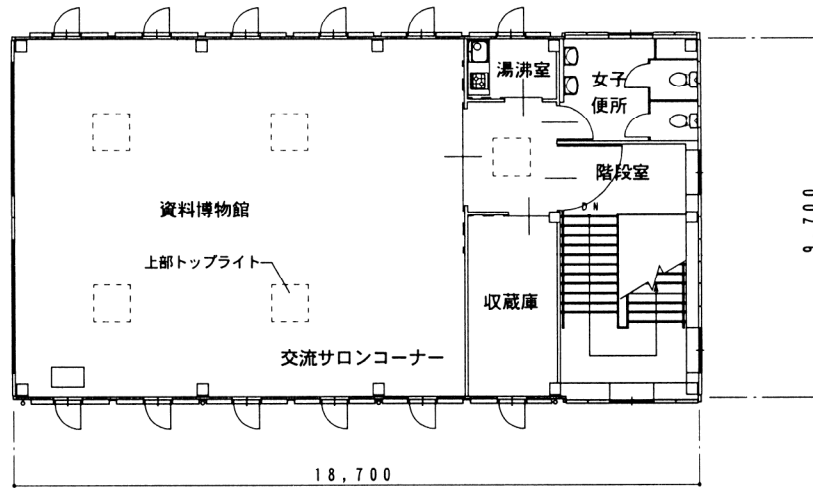 湯沸室
女子
便所
階段室
DN
資料博物館
上部トップライト
収蔵庫
交流サロンコーナー
9,700
18,700